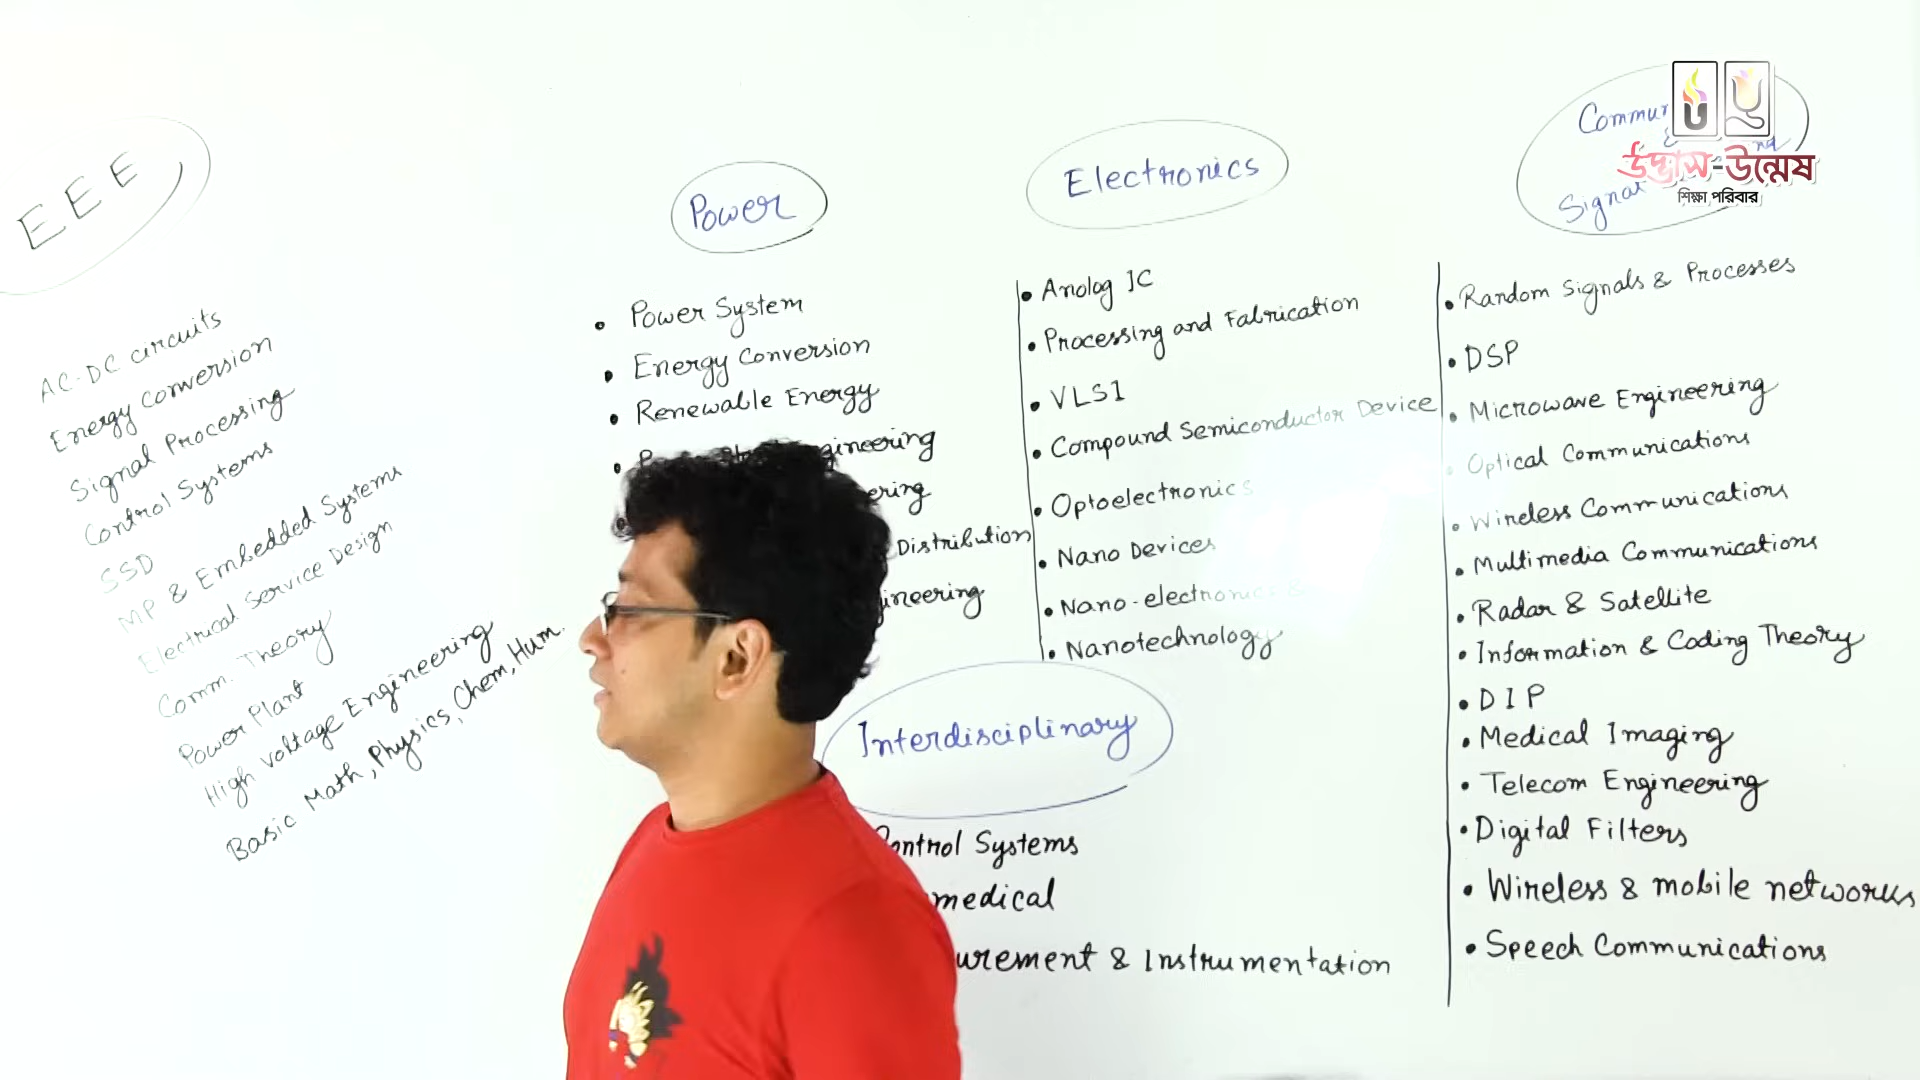 EEE
AC-DC circuits
Energy conversion
Signal Processing
Control Systems
SSD
MP & Embedded Systems
Electrical Service Design
Comm. Theory
Power Plant
High voltage Engineering
Basic Math, Physics, Chem, Hum.
Power
• Power System
• Energy Conversion
• Renewable Energy
Distribution
Electronics
• Analog IC
• Processing and Fabrication
• VLSI
• Compound Semiconductor Device
• Optoelectronics
• Nano Devices
• Nano-electronics &
• Nanotechnology
Interdisciplinary
Control Systems
& Instrumentation
&
Signal
• Random Signals & Processes
• DSP
• Microwave Engineering
• Optical Communications
• Wireless Communications
• Multimedia Communications
• Radar & Satellite
• Information & Coding Theory
• DIP
• Medical Imaging
• Telecom Engineering
• Digital Filters
• Wireless & mobile networks
• Speech Communications
উদ্ভাস-উন্মেষ
শিক্ষা পরিবার